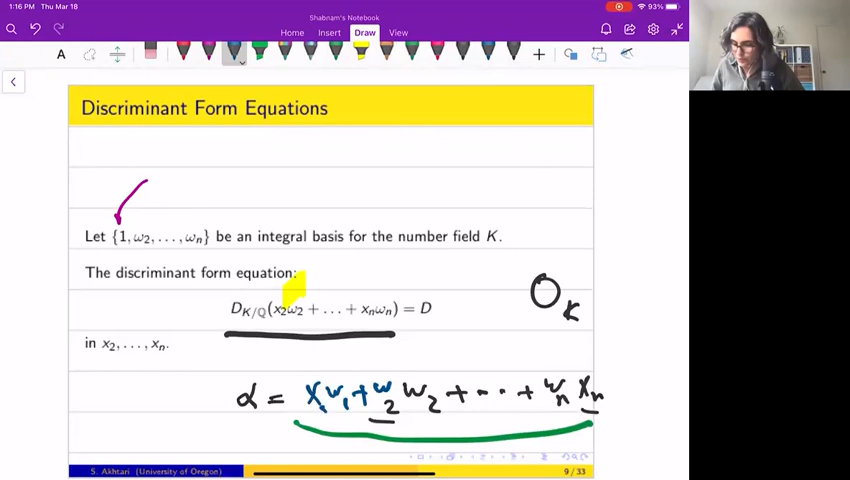 1:16 PM Thu Mar 18
93%
Shabnam's Notebook
Home Insert Draw View
A
Discriminant Form Equations
Let {1, ω₂, . . . , ωₙ} be an integral basis for the number field K.
The discriminant form equation:
D_{K/ℚ}(x₂ω₂ + . . . + xₙωₙ) = D
O_K
in x₂, . . . , xₙ.
α = x₁w₁ + w₂ w₂ + · · · + wₙ xₙ
S. Akhtari (University of Oregon)
9 / 33